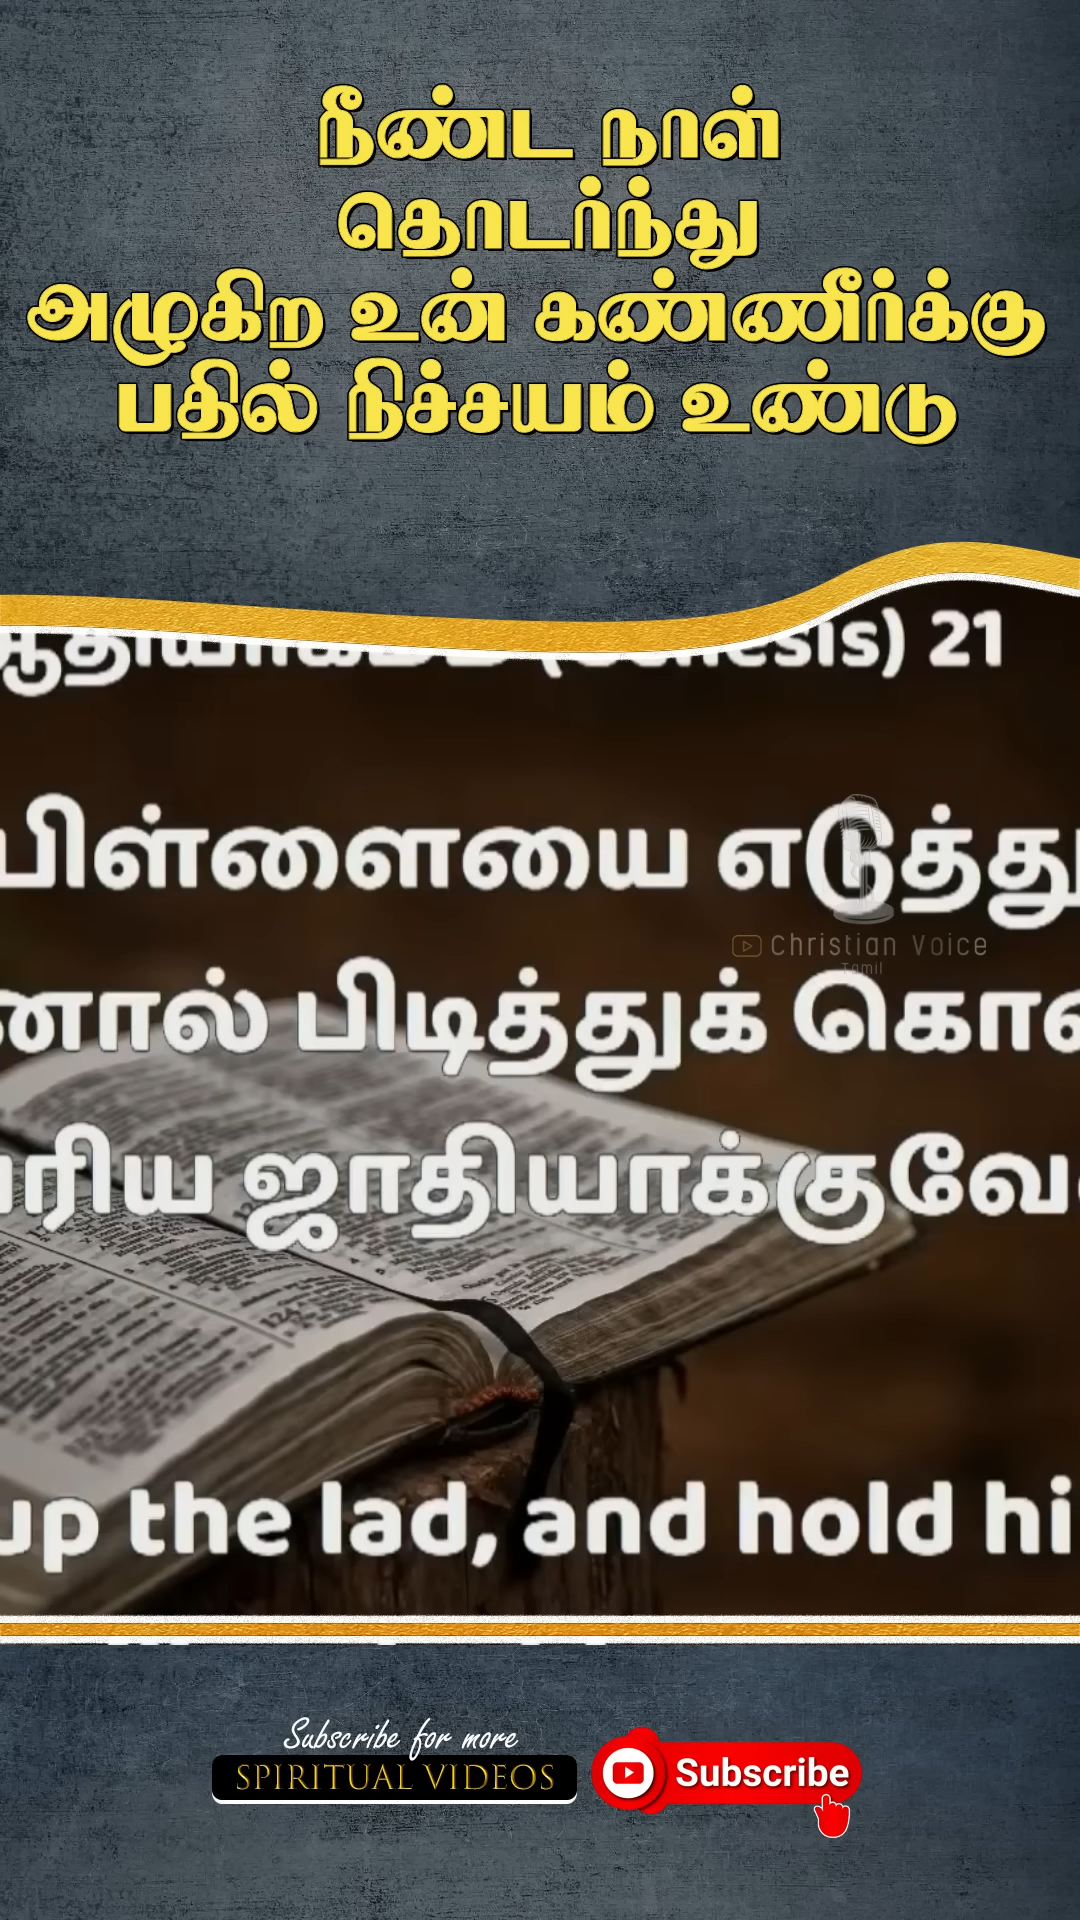 நீண்ட நாள்
தொடர்ந்து
அழுகிற உன் கண்ணீர்க்கு
பதில் நிச்சயம் உண்டு
21
பிள்ளையை எடுத்து
னால் பிடித்துக்
ரிய ஜாதியாக்குவே
Christian Voice
Tamil
up the lad, and hold hi
Subscribe for more
SPIRITUAL VIDEOS
Subscribe